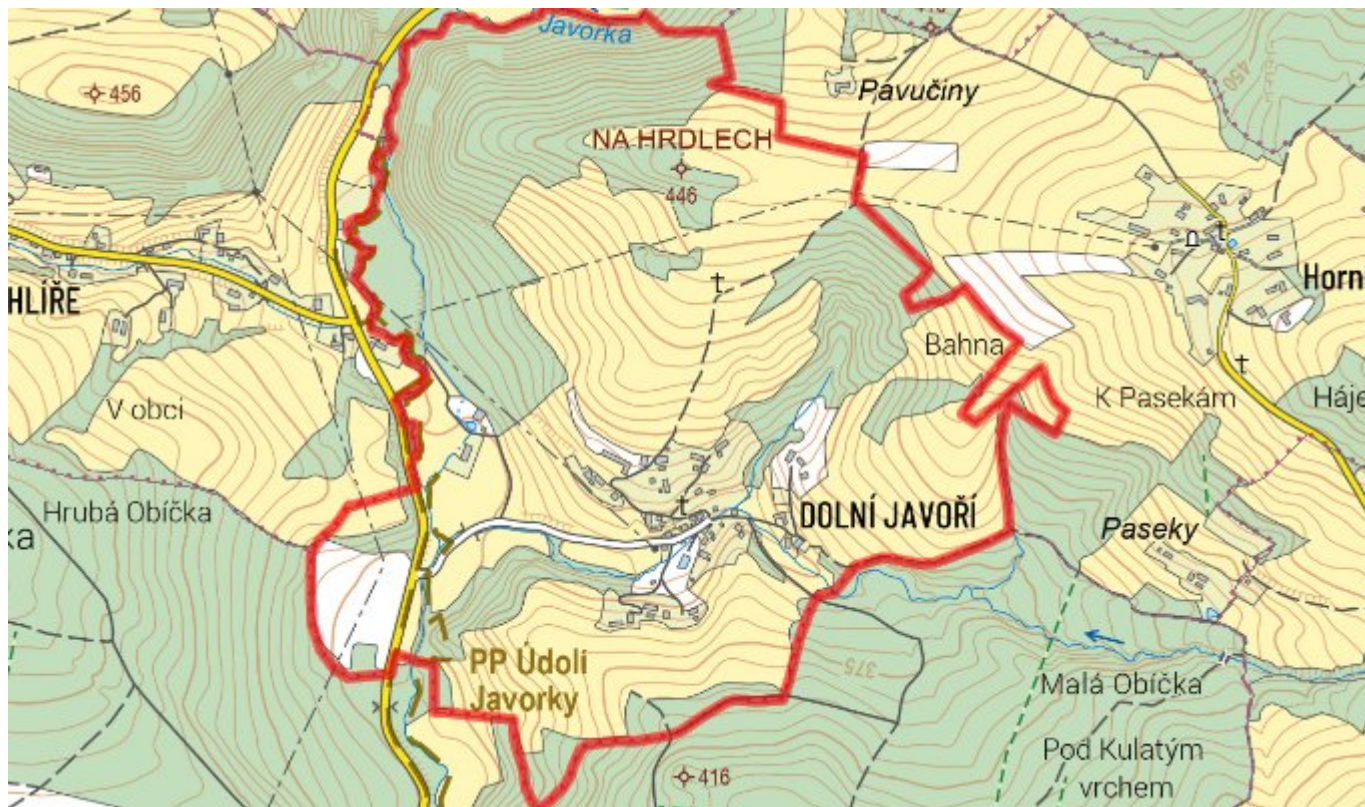 Javorka
456
Pavučiny
450
NA HRDLECH
446
HLÍŘE
Horn
Bahna
V obci
K Pasekám
Háje
Hrubá Obíčka
ka
DOLNÍ JAVOŘÍ
Paseky
PP Údolí
Javorky
375
Malá Obíčka
Pod Kulatým
vrchem
416